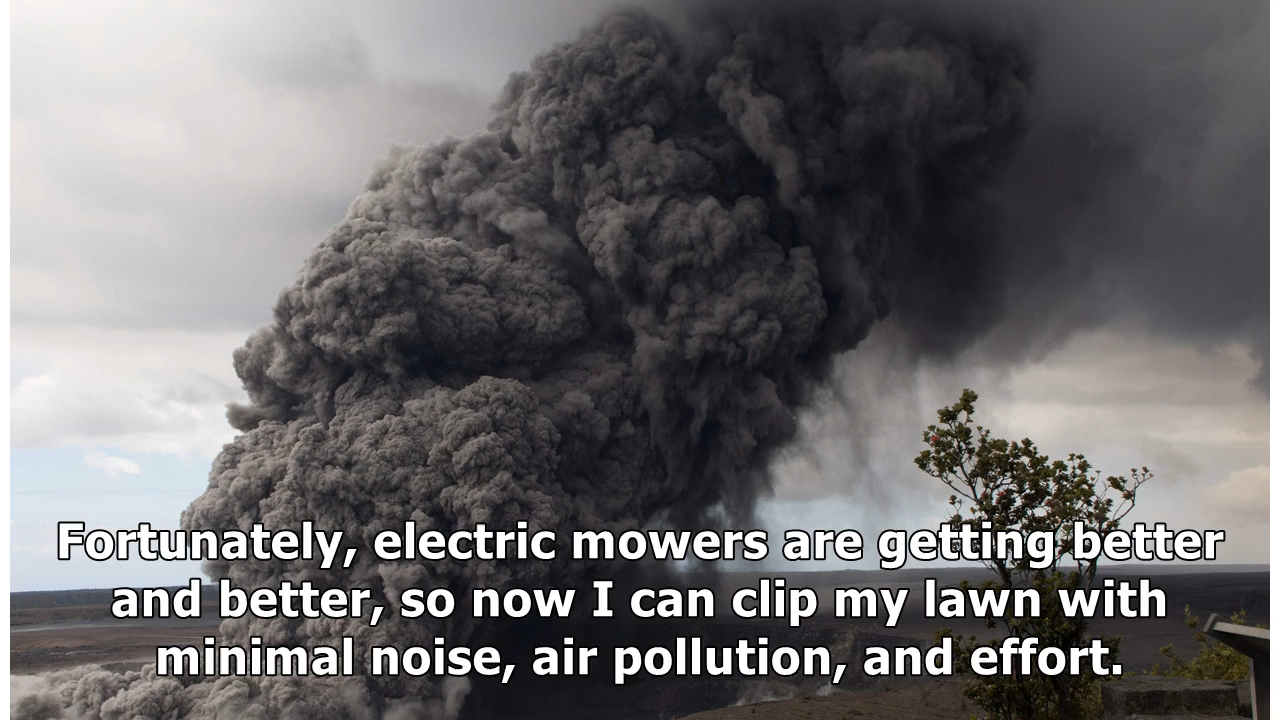 Fortunately, electric mowers are getting better
and better, so now I can clip my lawn with
minimal noise, air pollution, and effort.